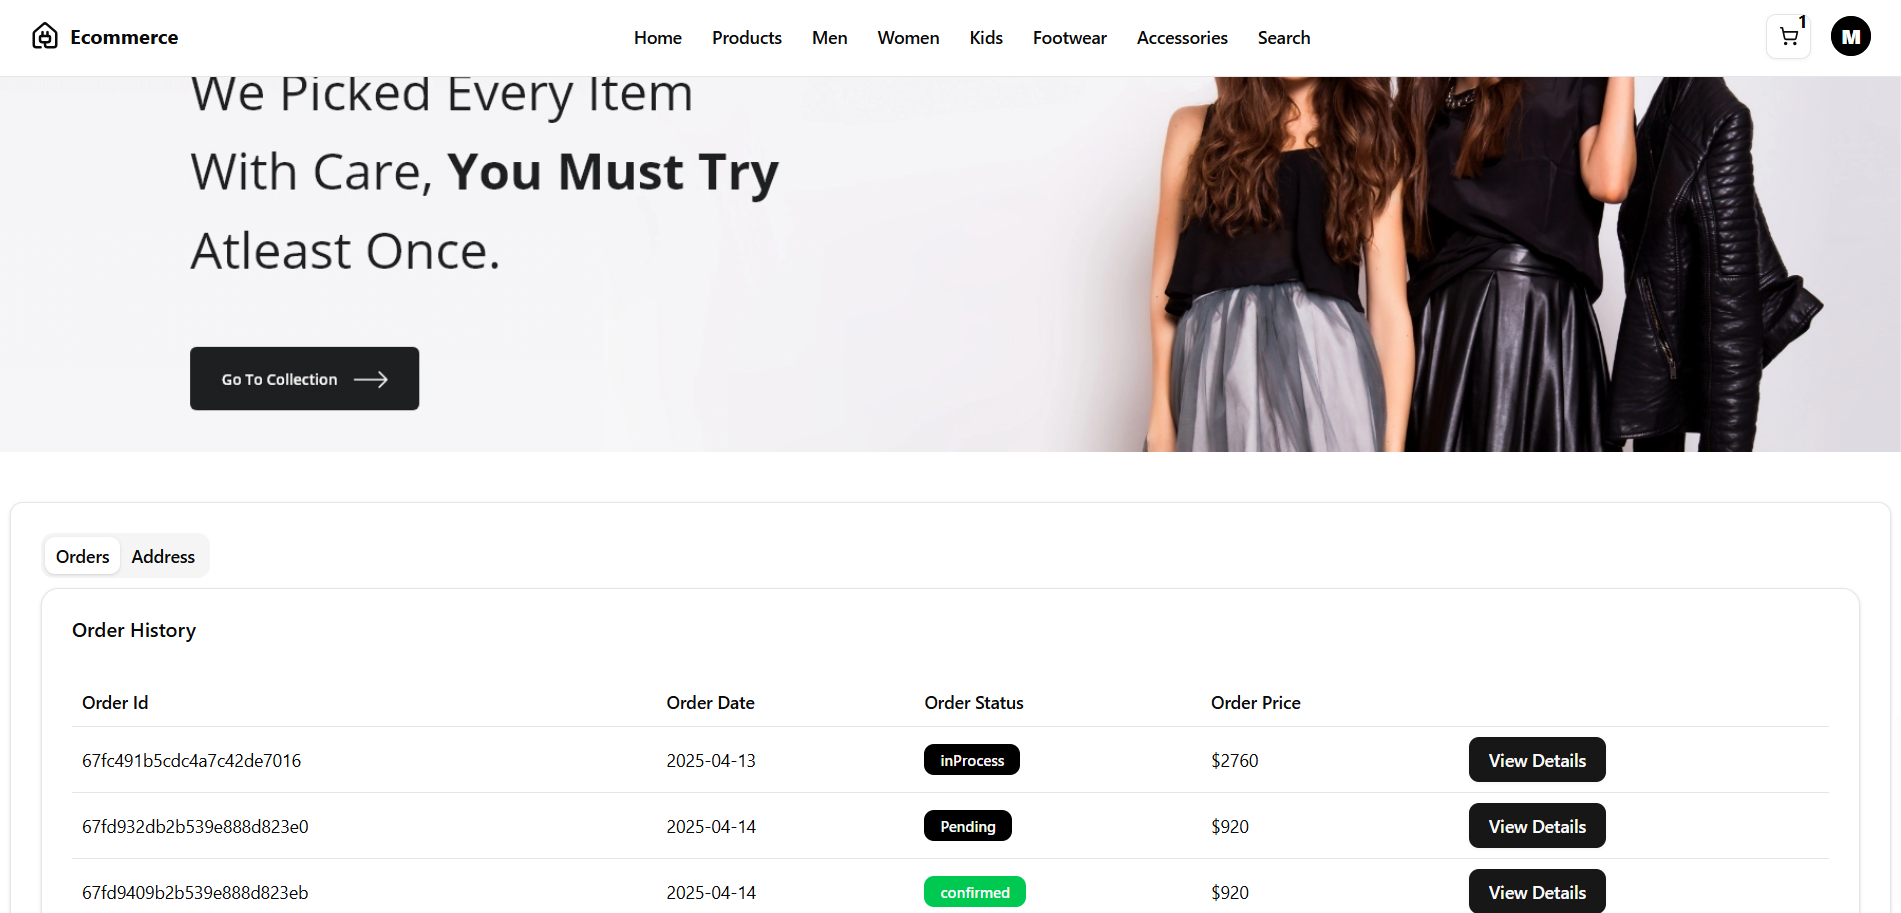 Ecommerce
Home Products Men Women Kids Footwear Accessories Search
1
M
We Picked Every Item
With Care, You Must Try
Atleast Once.
Go To Collection
Orders Address
Order History
Order Id Order Date Order Status Order Price
67fc491b5cdc4a7c42de7016 2025-04-13 inProcess $2760 View Details
67fd932db2b539e888d823e0 2025-04-14 Pending $920 View Details
67fd9409b2b539e888d823eb 2025-04-14 confirmed $920 View Details